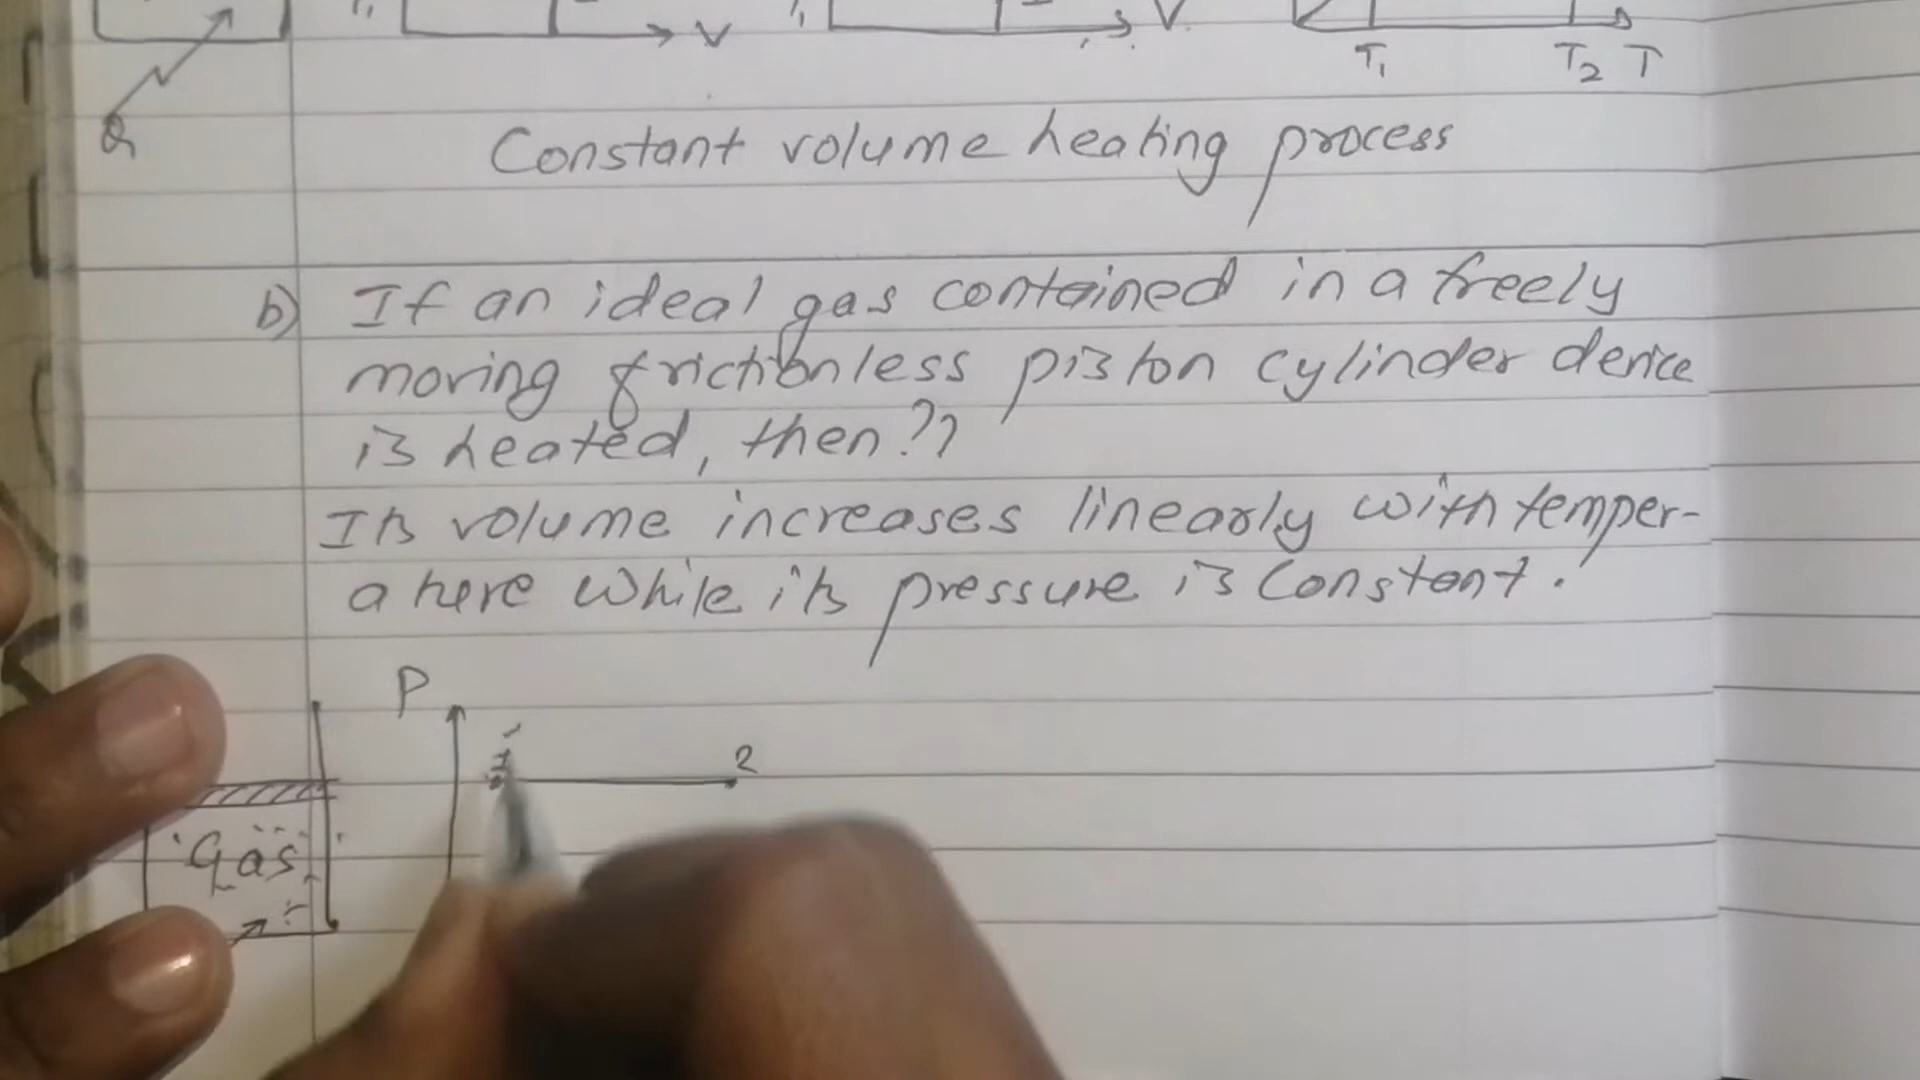 V V
T1 T2 T
Q
Constant volume heating process
b) If an ideal gas contained in a freely
moving frictionless piston cylinder device
is heated, then??
Its volume increases linearly with temper-
ature while its pressure is constant.
P
2
Gas